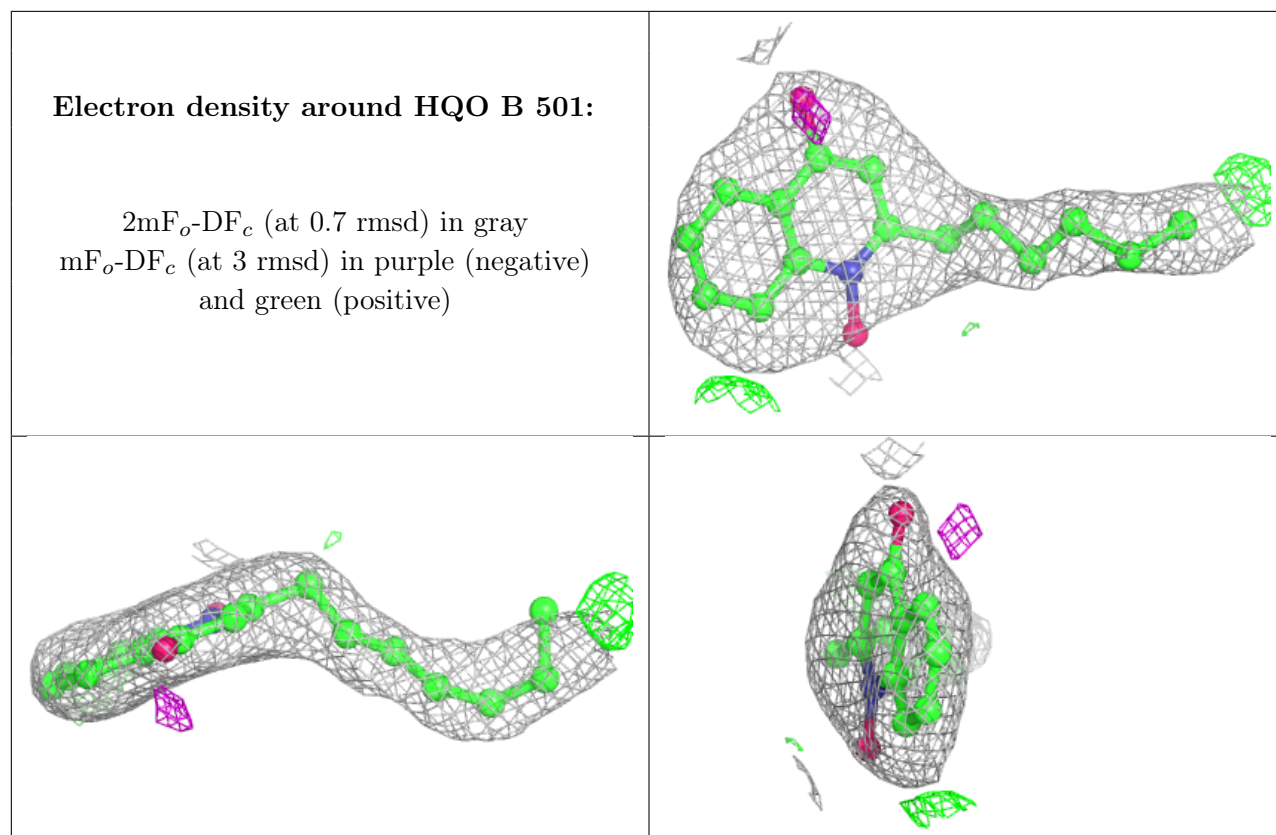 Electron density around HQO B 501:
2mFₒ-DF𝒸 (at 0.7 rmsd) in gray
mFₒ-DF𝒸 (at 3 rmsd) in purple (negative)
and green (positive)